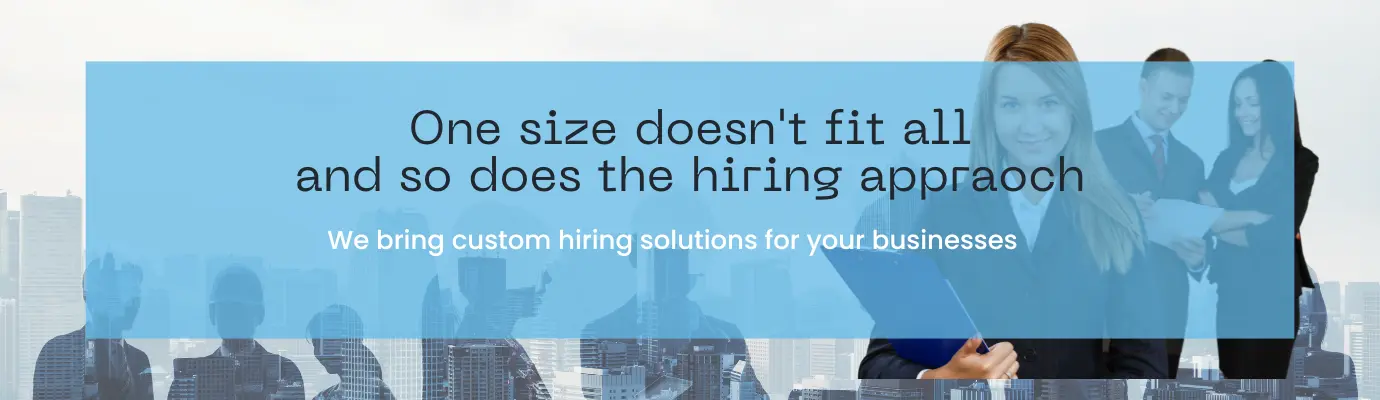 One size doesn't fit all
and so does the hiring appraoch
We bring custom hiring solutions for your businesses